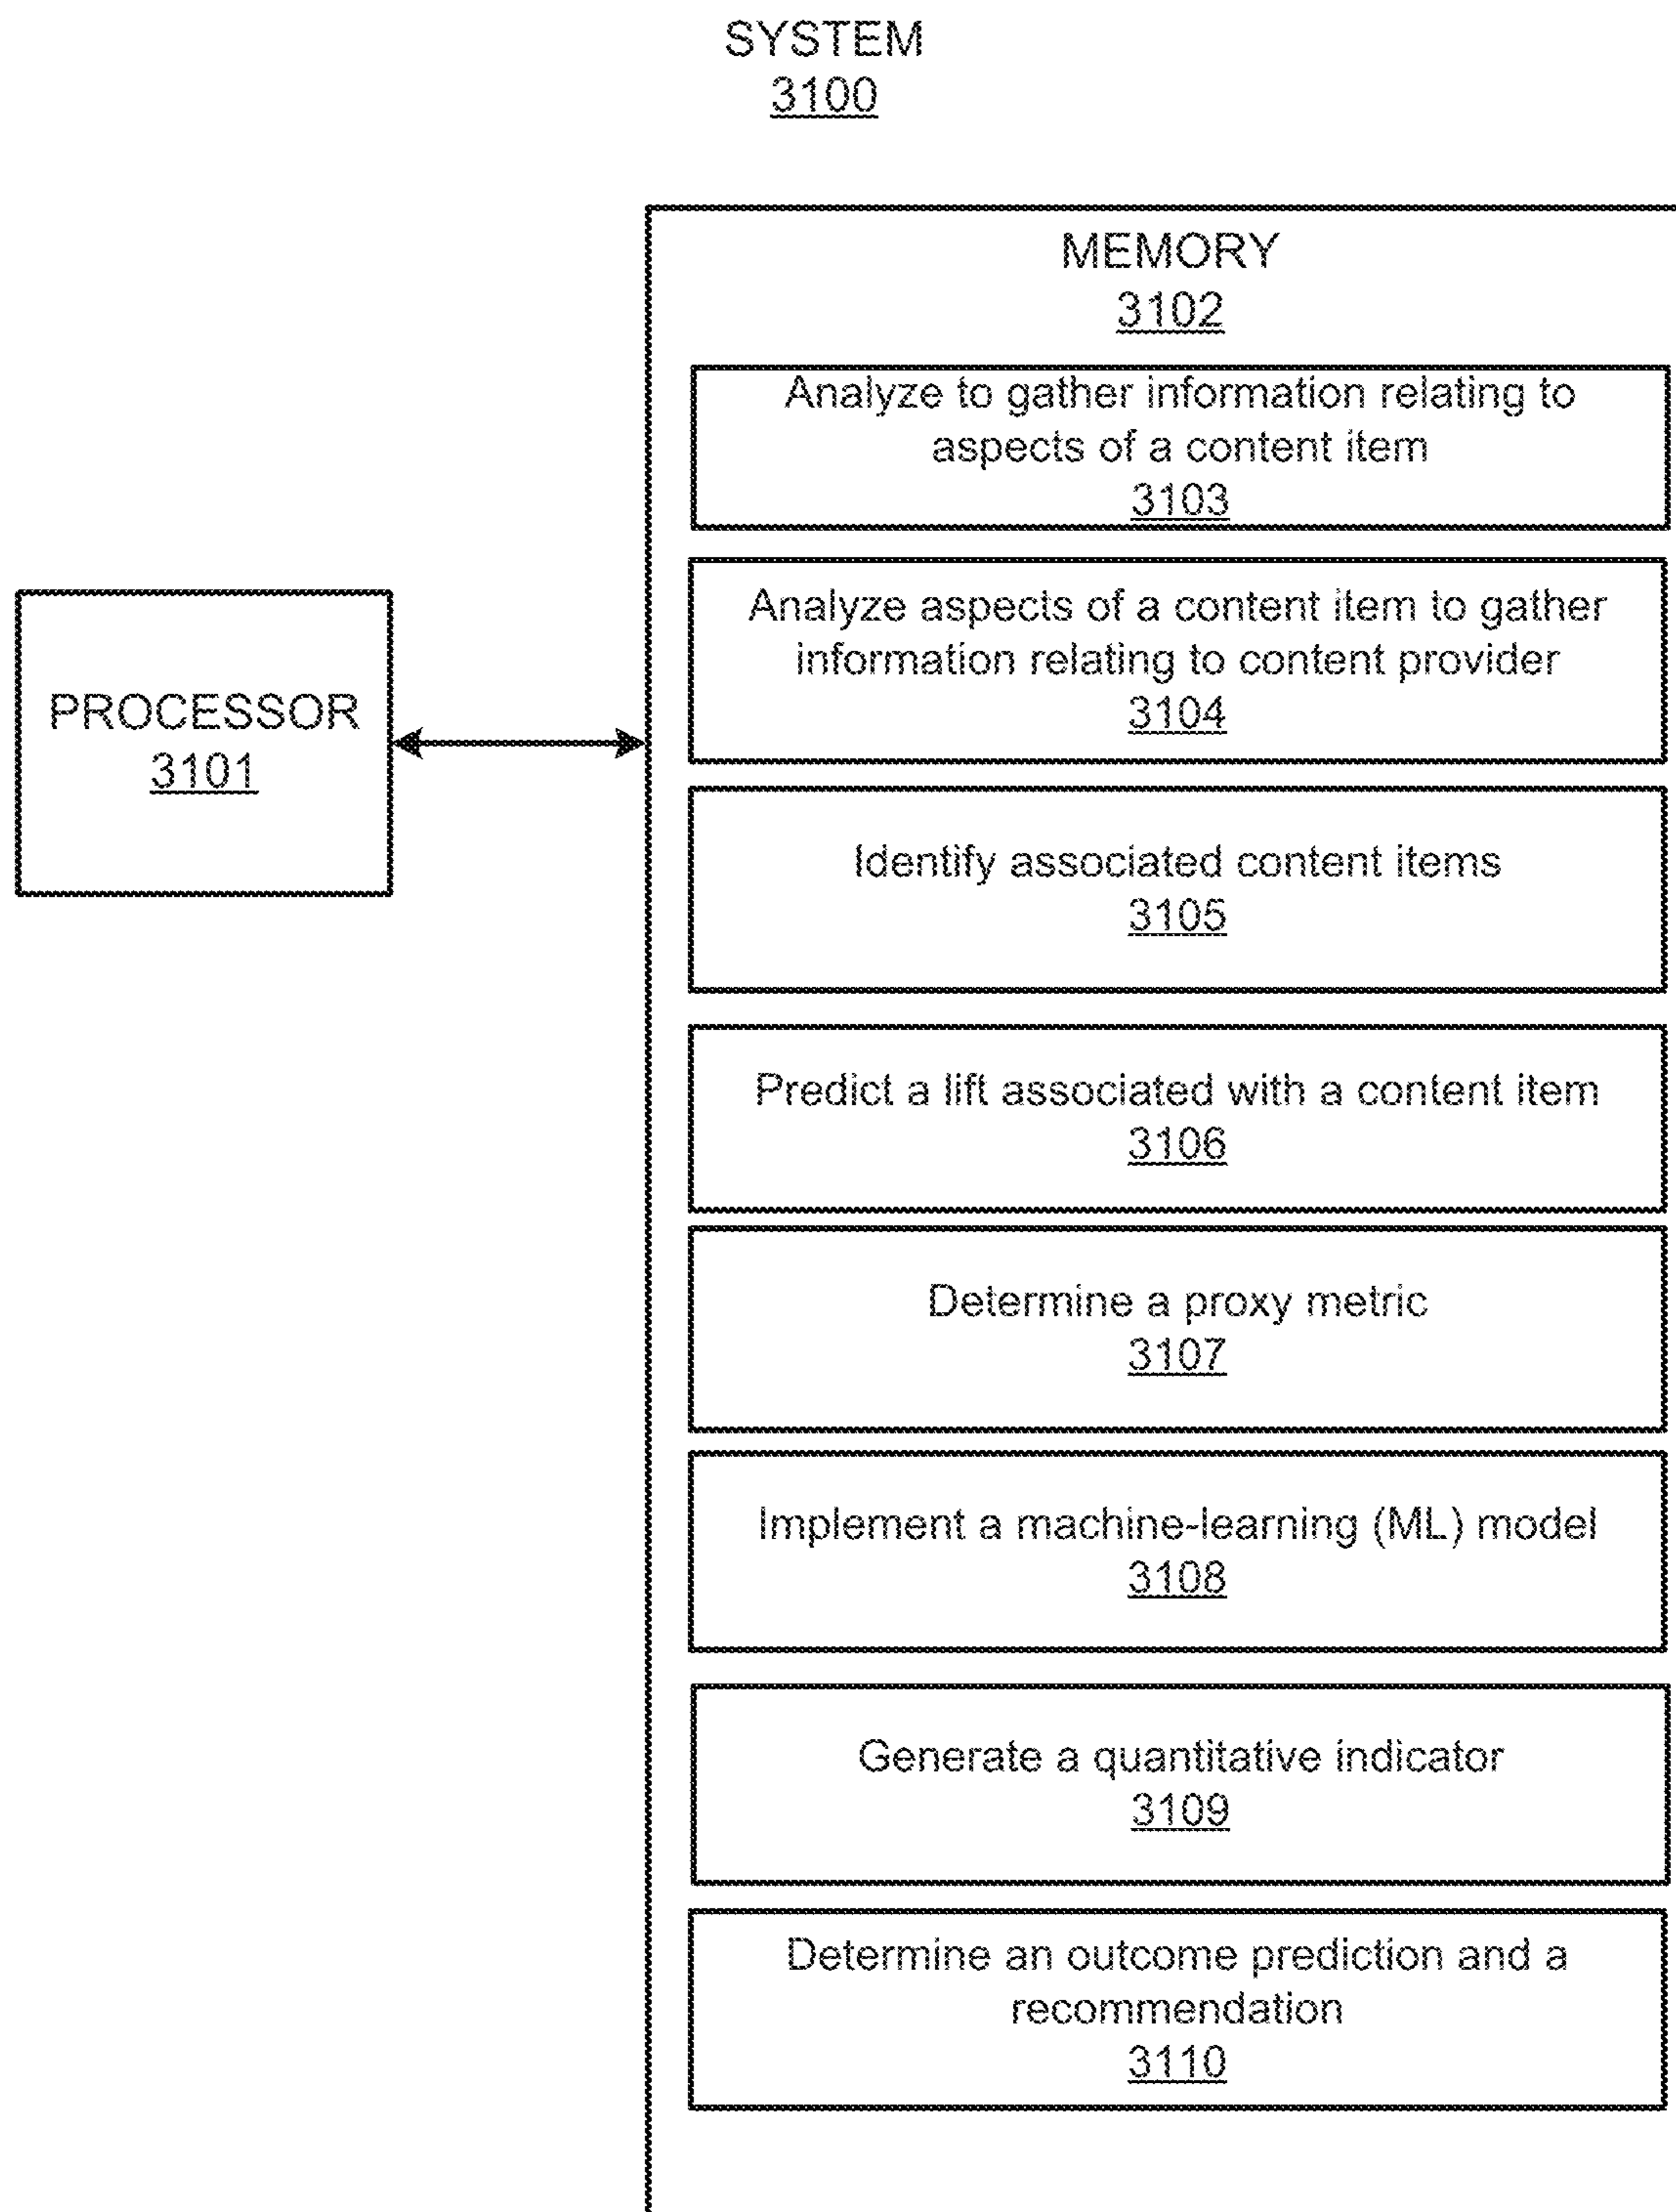 SYSTEM
3100
MEMORY
3102
Analyze to gather information relating to
aspects of a content item
3103
Analyze aspects of a content item to gather
information relating to content provider
3104
PROCESSOR
3101
Identify associated content items
3105
Predict a lift associated with a content item
3106
Determine a proxy metric
3107
Implement a machine-learning (ML) model
3108
Generate a quantitative indicator
3109
Determine an outcome prediction and a
recommendation
3110